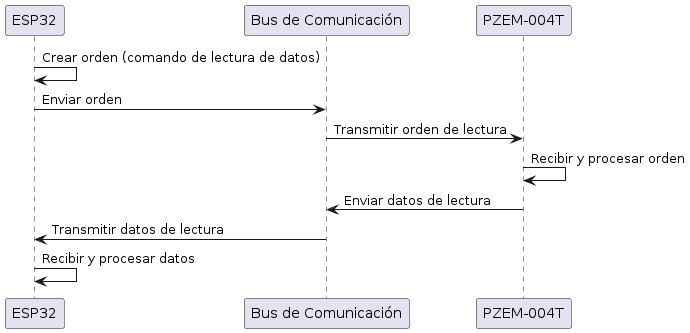 ESP32
Bus de Comunicación
PZEM-004T
Crear orden (comando de lectura de datos)
Enviar orden
Transmitir orden de lectura
Recibir y procesar orden
Enviar datos de lectura
Transmitir datos de lectura
Recibir y procesar datos
ESP32
Bus de Comunicación
PZEM-004T